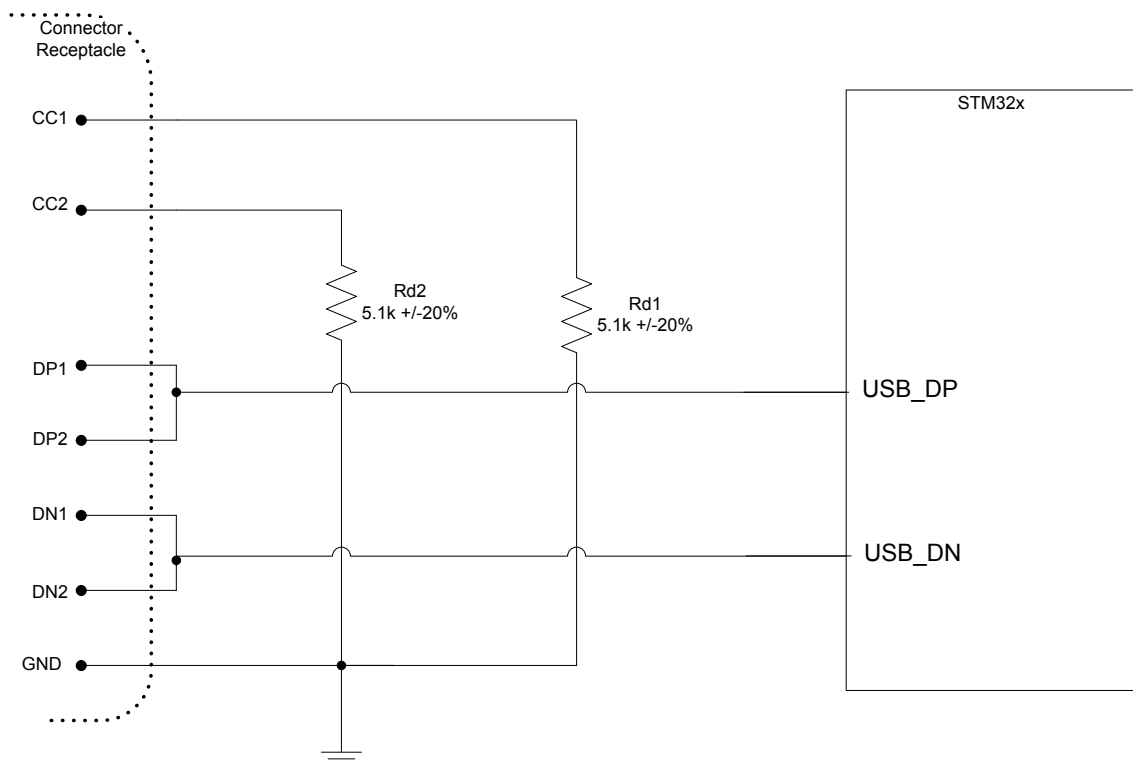 Connector
Receptacle
STM32x
CC1
CC2
Rd2
5.1k +/-20%
Rd1
5.1k +/-20%
DP1
USB_DP
DP2
DN1
USB_DN
DN2
GND